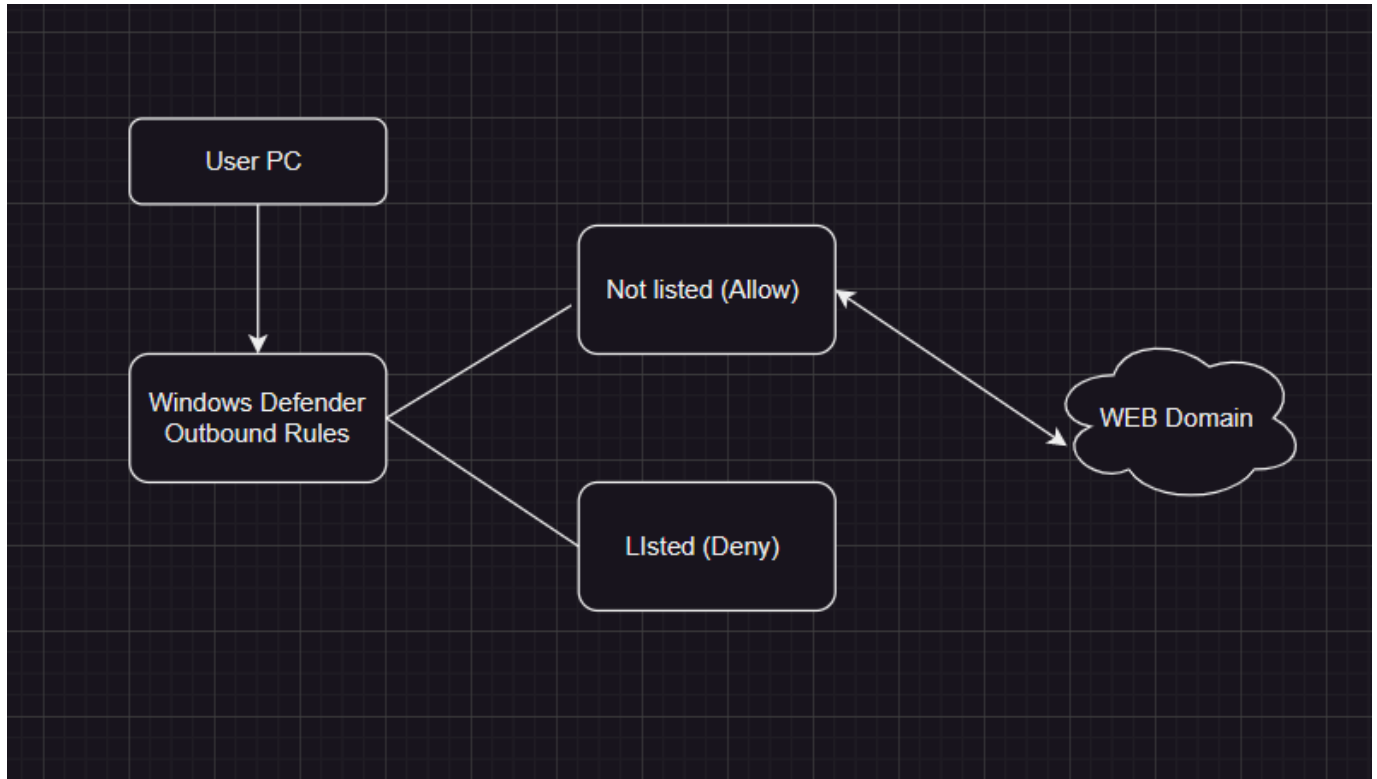 User PC
Not listed (Allow)
Windows Defender
Outbound Rules
WEB Domain
LIsted (Deny)